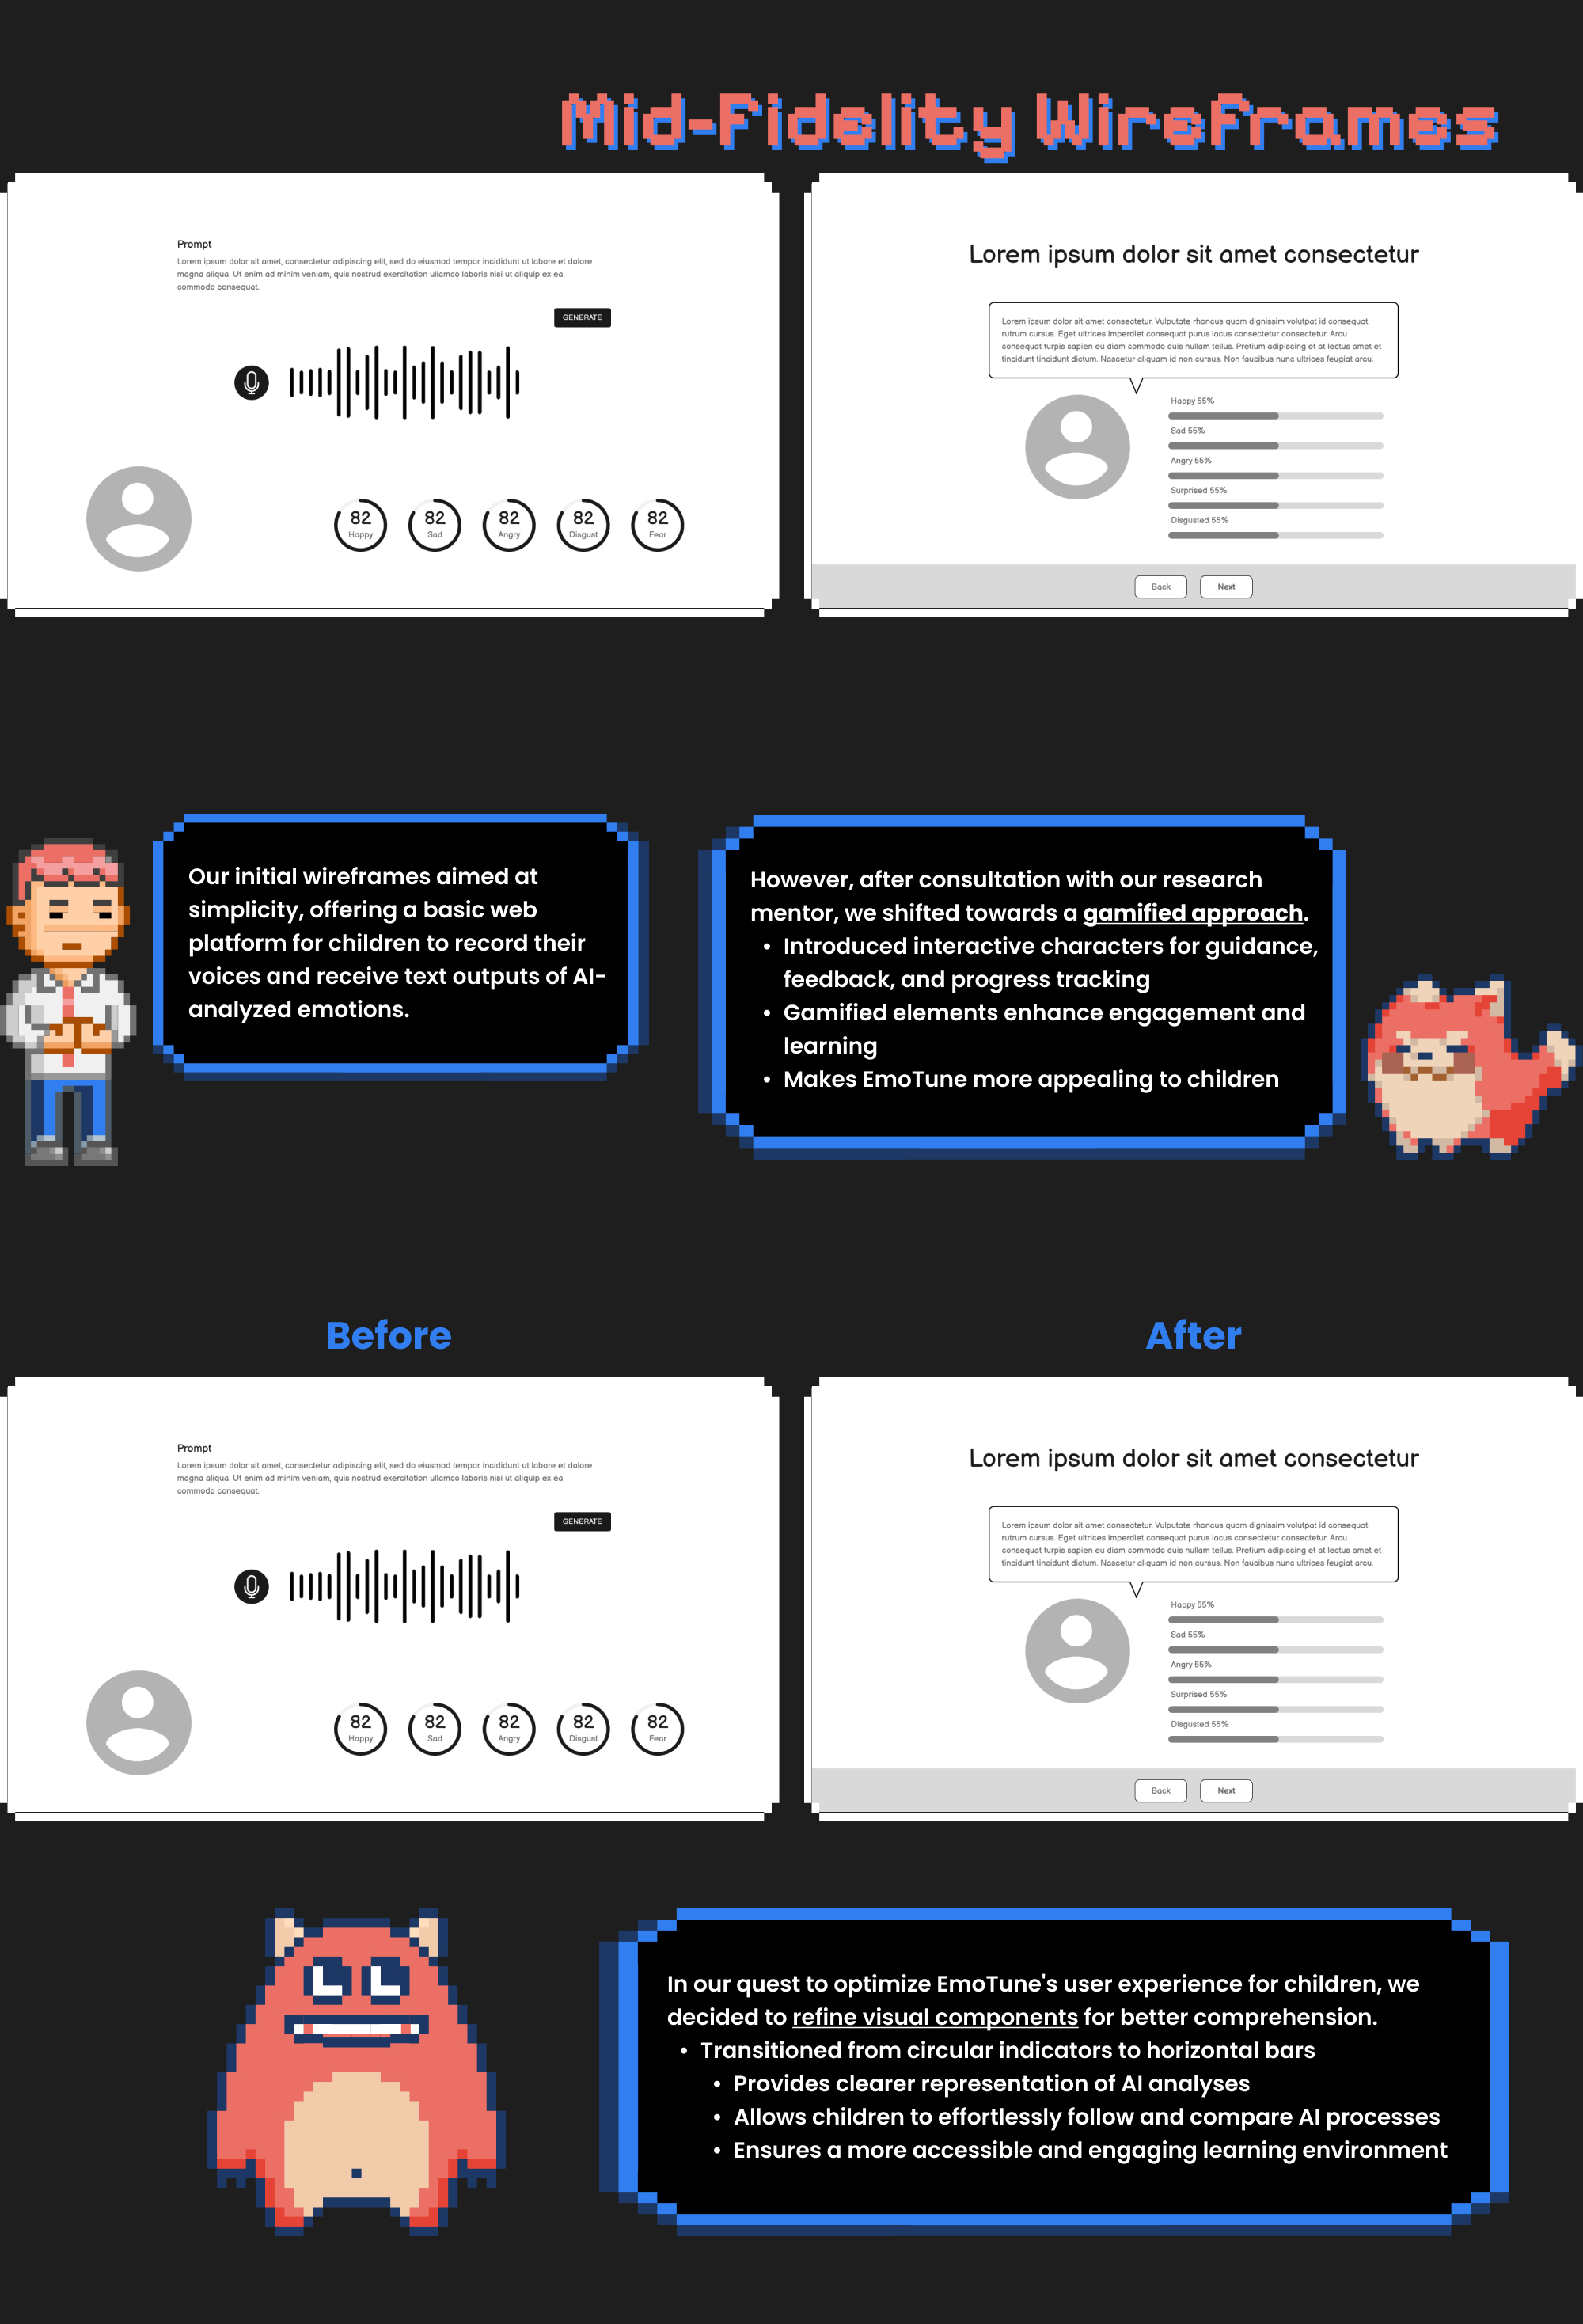 Mid-Fidelity Wireframes
Prompt
Lorem ipsum dolor sit amet, consectetur adipiscing elit, sed do eiusmod tempor incididunt ut labore et dolore
magna aliqua. Ut enim ad minim veniam, quis nostrud exercitation ullamco laboris nisi ut aliquip ex ea
commodo consequat.
GENERATE
82
Happy
82
Sad
82
Angry
82
Disgust
82
Fear
Lorem ipsum dolor sit amet consectetur
Lorem ipsum dolor sit amet consectetur. Vulputate rhoncus quam dignissim volutpat id consequat
rutrum cursus. Eget ultrices imperdiet consequat purus lacus consectetur consectetur. Arcu
consequat turpis sapien eu diam commodo duis nullam tellus. Pretium adipiscing et at lectus amet et
tincidunt tincidunt dictum. Nascetur aliquam id non cursus. Non faucibus nunc ultrices feugiat arcu.
Happy 55%
Sad 55%
Angry 55%
Surprised 55%
Disgusted 55%
Back
Next
Our initial wireframes aimed at
simplicity, offering a basic web
platform for children to record their
voices and receive text outputs of AI-
analyzed emotions.
However, after consultation with our research
mentor, we shifted towards a gamified approach.
• Introduced interactive characters for guidance,
feedback, and progress tracking
• Gamified elements enhance engagement and
learning
• Makes EmoTune more appealing to children
Before
Prompt
Lorem ipsum dolor sit amet, consectetur adipiscing elit, sed do eiusmod tempor incididunt ut labore et dolore
magna aliqua. Ut enim ad minim veniam, quis nostrud exercitation ullamco laboris nisi ut aliquip ex ea
commodo consequat.
GENERATE
82
Happy
82
Sad
82
Angry
82
Disgust
82
Fear
After
Lorem ipsum dolor sit amet consectetur
Lorem ipsum dolor sit amet consectetur. Vulputate rhoncus quam dignissim volutpat id consequat
rutrum cursus. Eget ultrices imperdiet consequat purus lacus consectetur consectetur. Arcu
consequat turpis sapien eu diam commodo duis nullam tellus. Pretium adipiscing et at lectus amet et
tincidunt tincidunt dictum. Nascetur aliquam id non cursus. Non faucibus nunc ultrices feugiat arcu.
Happy 55%
Sad 55%
Angry 55%
Surprised 55%
Disgusted 55%
Back
Next
In our quest to optimize EmoTune's user experience for children, we
decided to refine visual components for better comprehension.
• Transitioned from circular indicators to horizontal bars
• Provides clearer representation of AI analyses
• Allows children to effortlessly follow and compare AI processes
• Ensures a more accessible and engaging learning environment